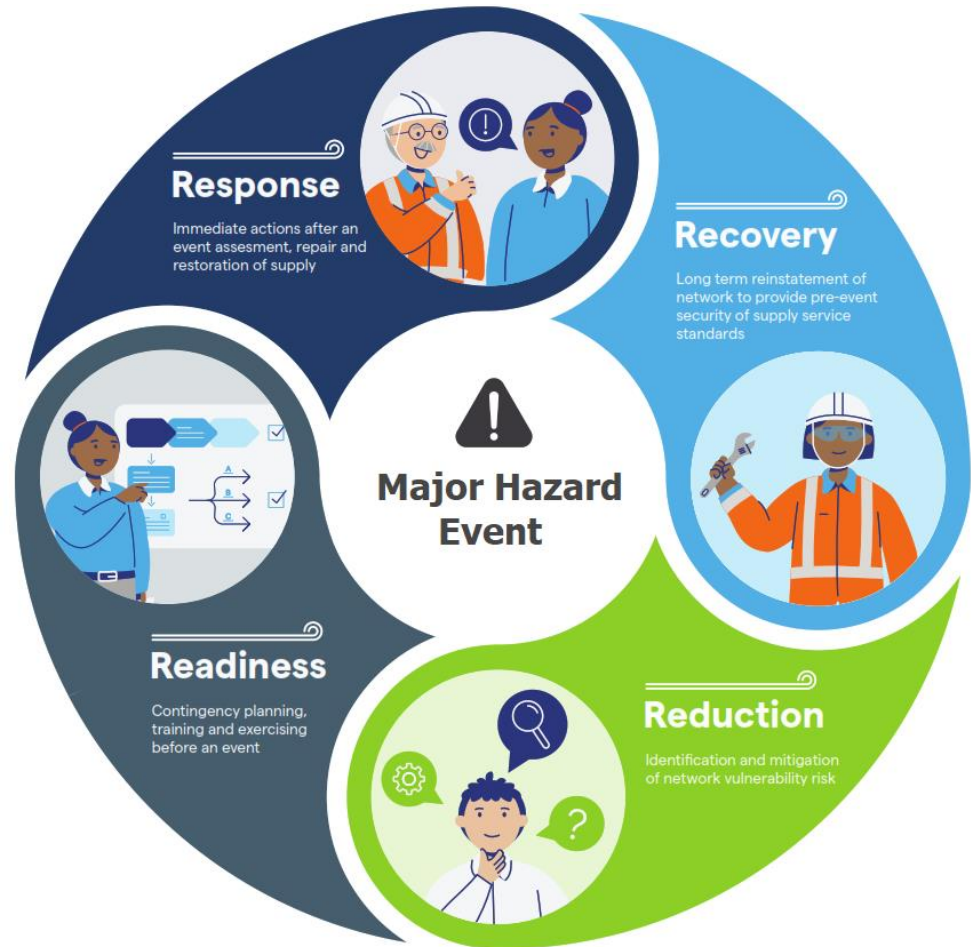 Response
Immediate actions after an
event assesment, repair and
restoration of supply
Recovery
Long term reinstatement of
network to provide pre-event
security of supply service
standards
Major Hazard
Event
A
B
C
Readiness
Contingency planning,
training and exercising
before an event
Reduction
Identification and mitigation
of network vulnerability risk
?